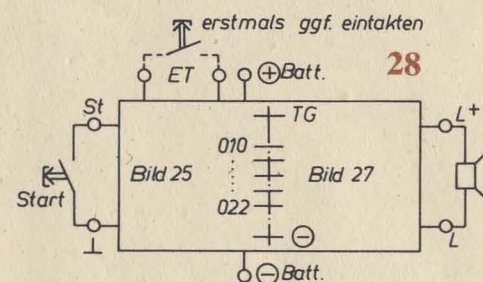 erstmals ggf. eintakten
ET
⊕ Batt.
28
St
TG
L+
010
Bild 25
Bild 27
Start
022
⊥
⊖
L
⊖ Batt.